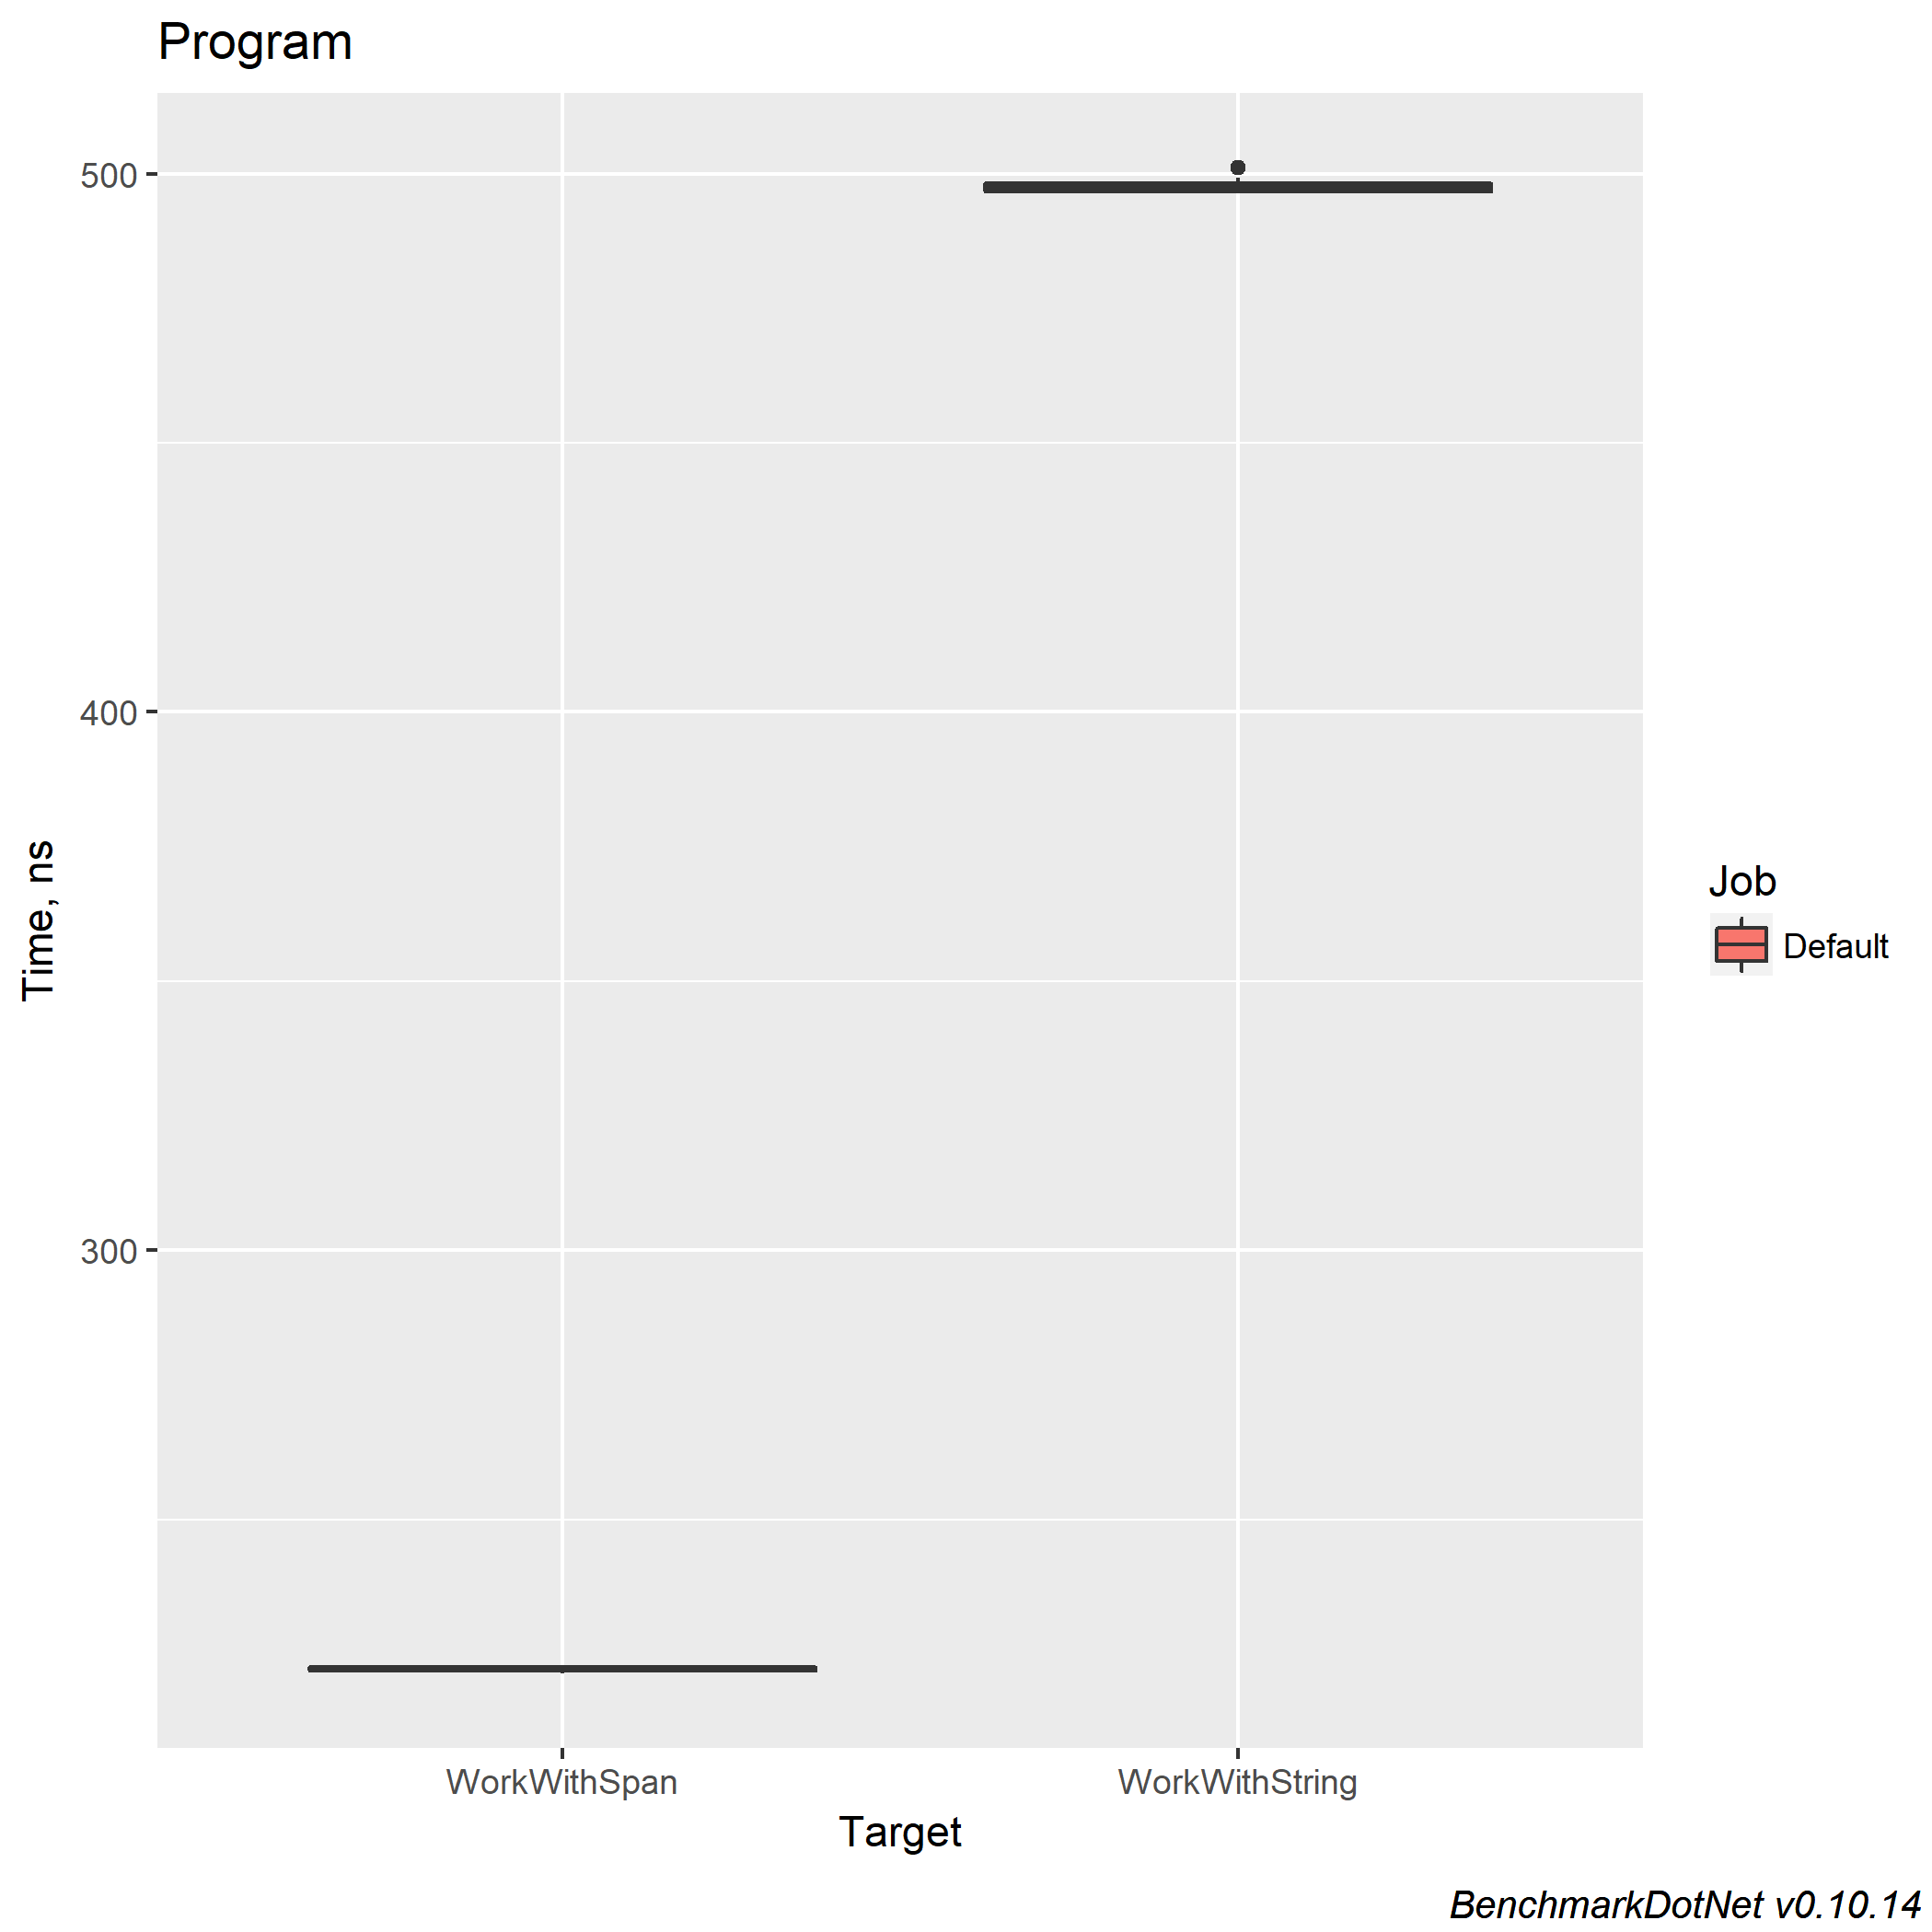 Program
500
400
300
Time, ns
WorkWithSpan
WorkWithString
Target
Job
Default
BenchmarkDotNet v0.10.14